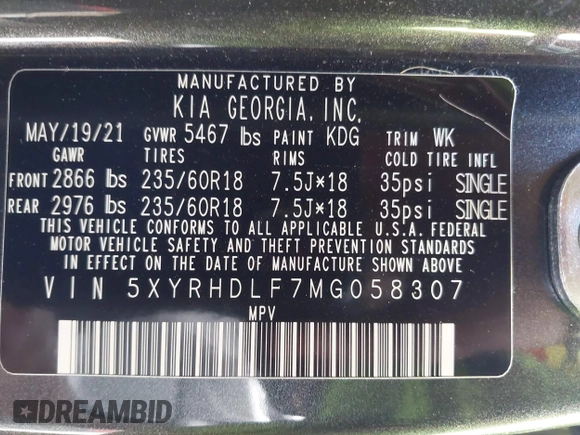 MANUFACTURED BY
KIA GEORGIA, INC.
MAY/19/21 GVWR 5467 lbs PAINT KDG TRIM WK
GAWR TIRES RIMS COLD TIRE INFL
FRONT 2866 lbs 235/60R18 7.5J*18 35psi SINGLE
REAR 2976 lbs 235/60R18 7.5J*18 35psi SINGLE
THIS VEHICLE CONFORMS TO ALL APPLICABLE U.S.A. FEDERAL
MOTOR VEHICLE SAFETY AND THEFT PREVENTION STANDARDS
IN EFFECT ON THE DATE OF MANUFACTURE SHOWN ABOVE
VIN 5XYRHDLF7MG058307
MPV
DREAMBID